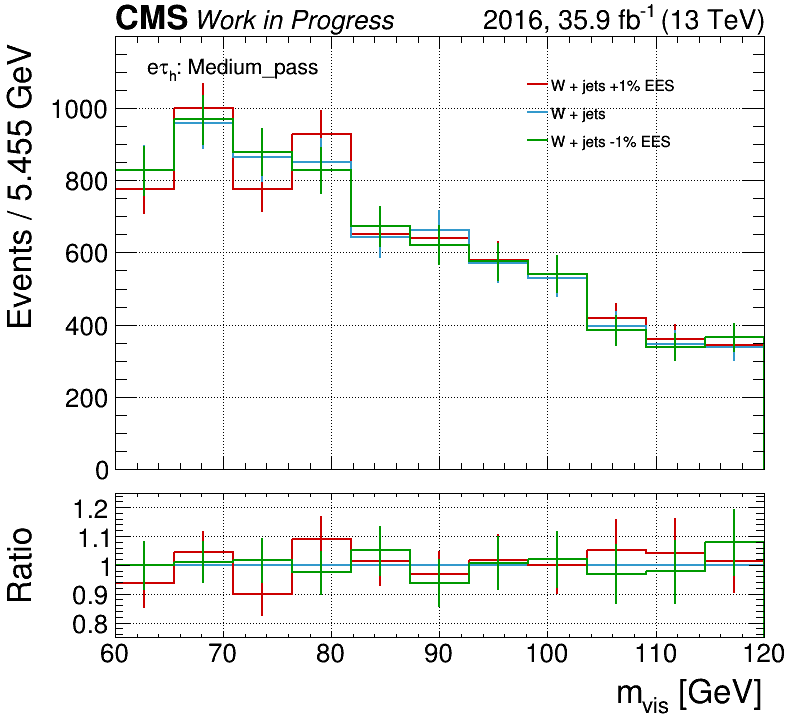 CMS Work in Progress 2016, 35.9 fb⁻¹ (13 TeV)
eτₕ: Medium_pass
W + jets +1% EES
W + jets
W + jets -1% EES
Events / 5.455 GeV
1000
800
600
400
200
0
Ratio
1.2
1.1
1
0.9
0.8
60 70 80 90 100 110 120
m_vis [GeV]